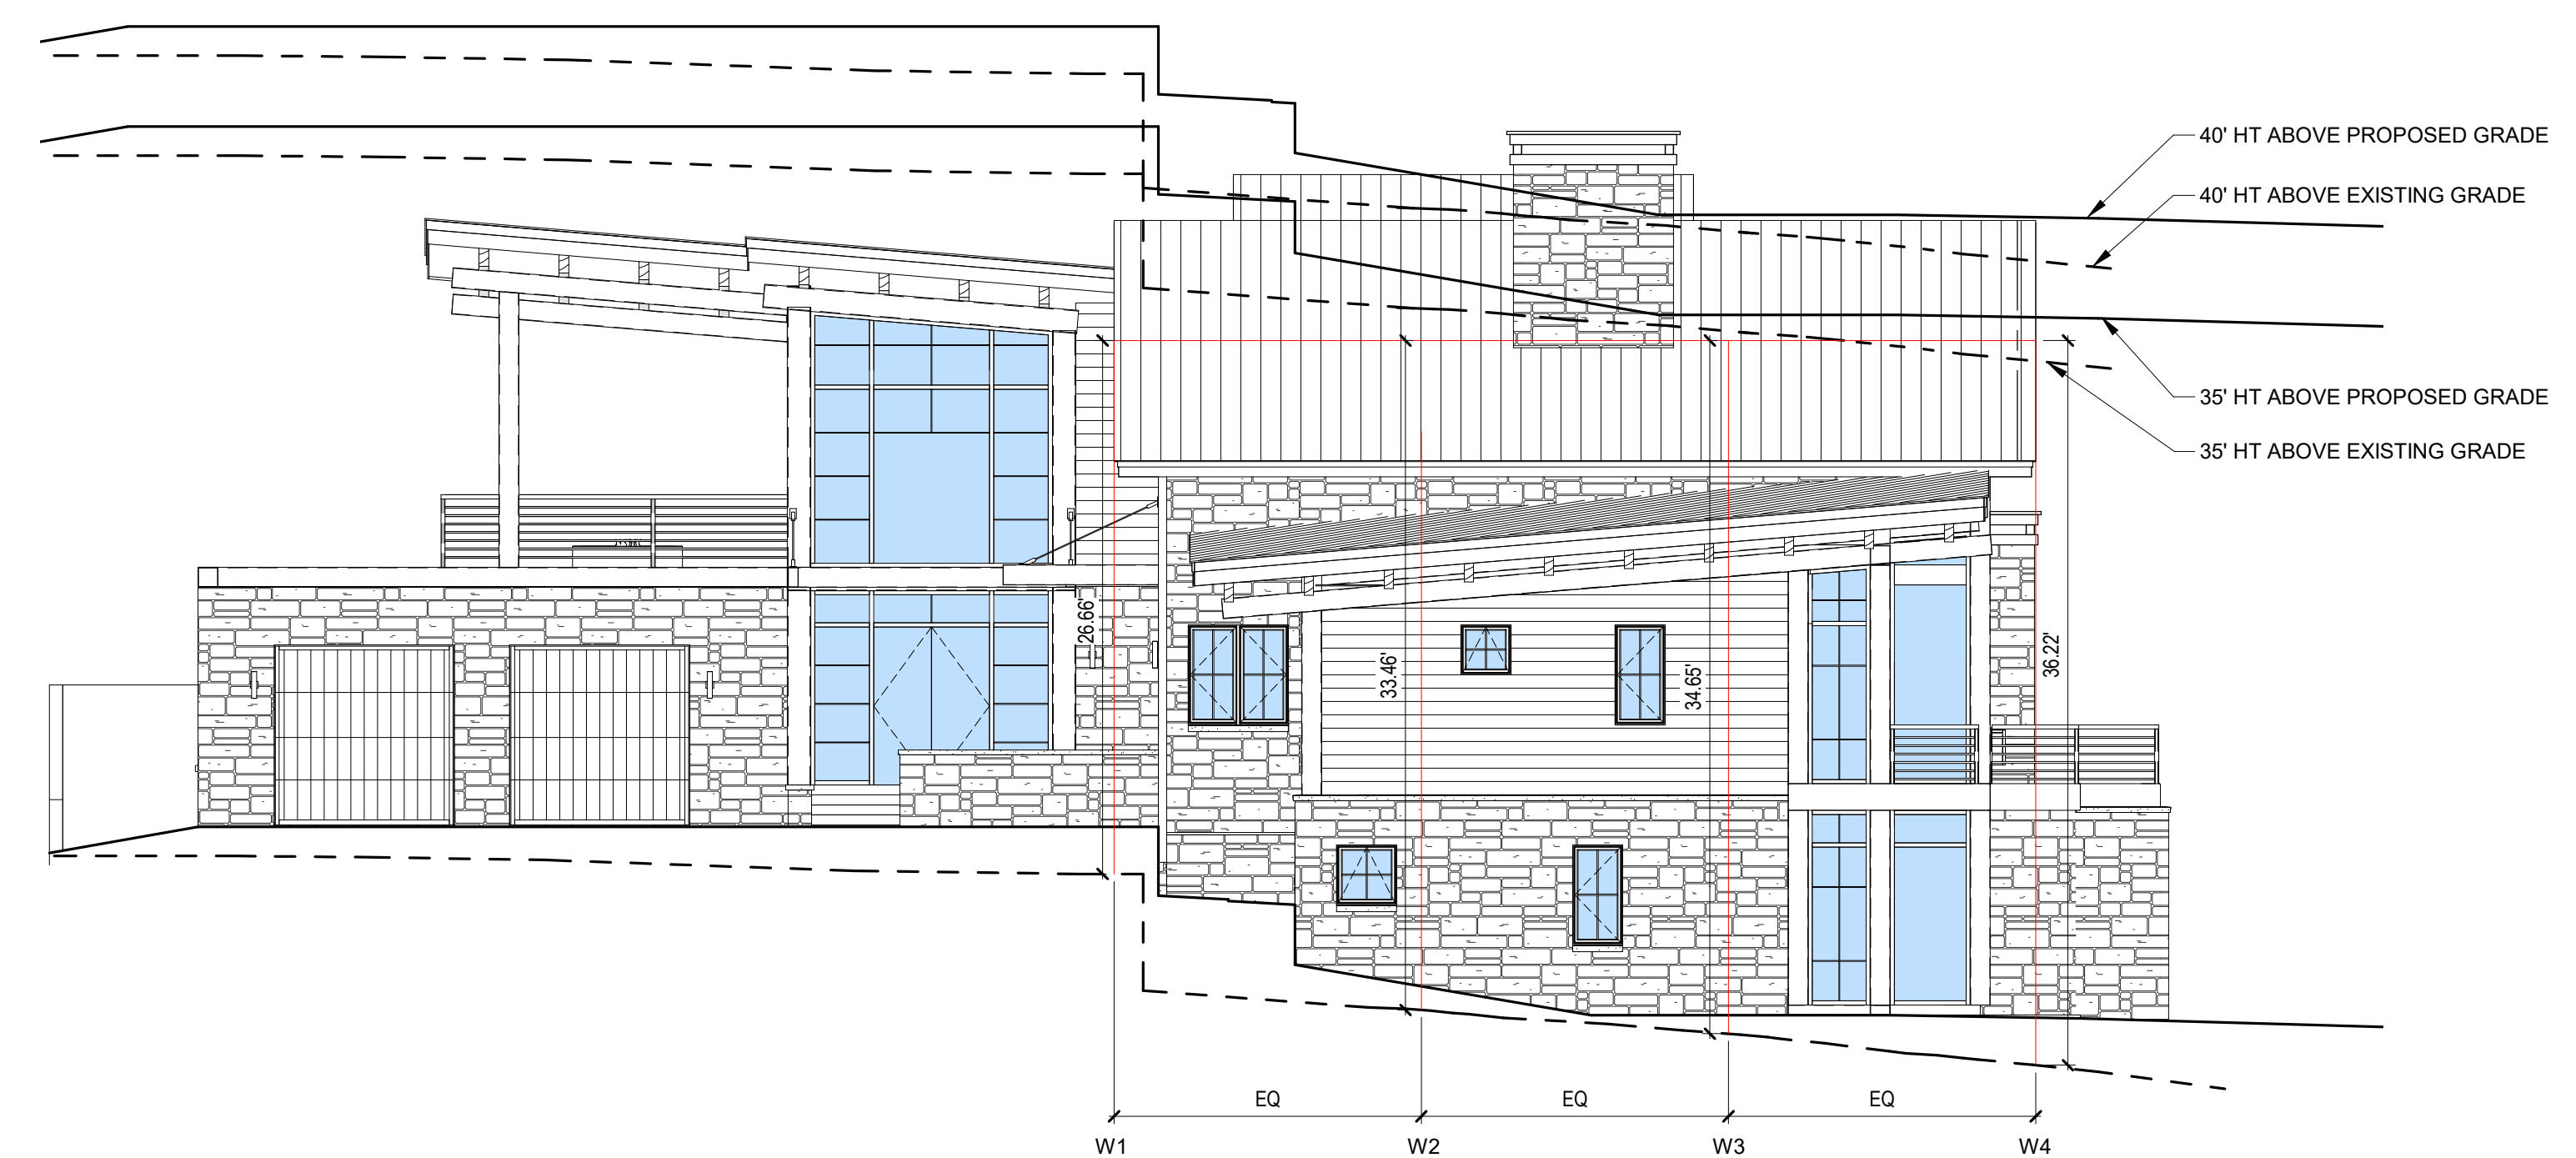 40' HT ABOVE PROPOSED GRADE
40' HT ABOVE EXISTING GRADE
35' HT ABOVE PROPOSED GRADE
35' HT ABOVE EXISTING GRADE
26.66'
33.46'
34.65'
36.22'
EQ EQ EQ
W1 W2 W3 W4